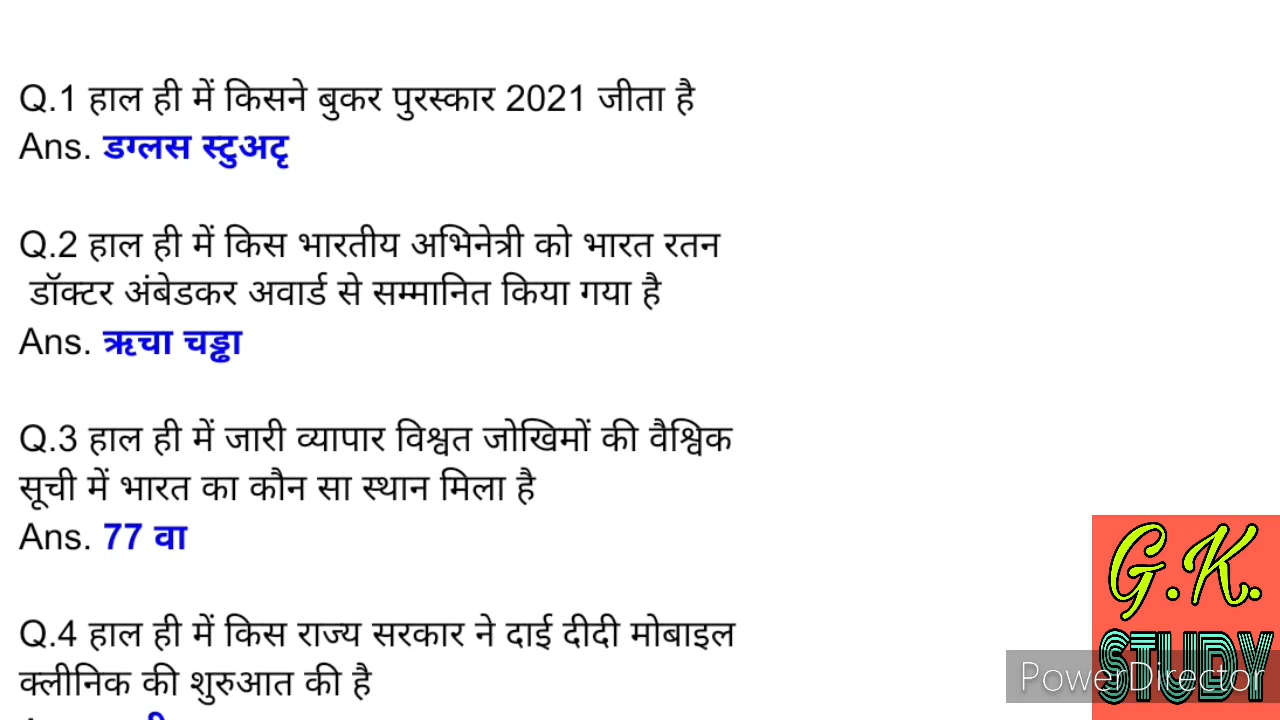 Q.1 हाल ही में किसने बुकर पुरस्कार 2021 जीता है
Ans. डग्लस स्टुअटृ
Q.2 हाल ही में किस भारतीय अभिनेत्री को भारत रतन
डॉक्टर अंबेडकर अवार्ड से सम्मानित किया गया है
Ans. ऋचा चड्ढा
Q.3 हाल ही में जारी व्यापार विश्वत जोखिमों की वैश्विक
सूची में भारत का कौन सा स्थान मिला है
Ans. 77 वा
Q.4 हाल ही में किस राज्य सरकार ने दाई दीदी मोबाइल
क्लीनिक की शुरुआत की है
G.K.
STUDY
PowerDirector